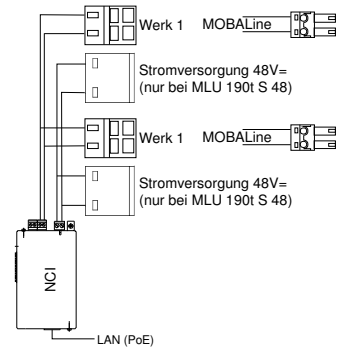 Werk 1 MOBALine
Stromversorgung 48V=
(nur bei MLU 190t S 48)
Werk 1 MOBALine
Stromversorgung 48V=
(nur bei MLU 190t S 48)
NCI
LAN (PoE)